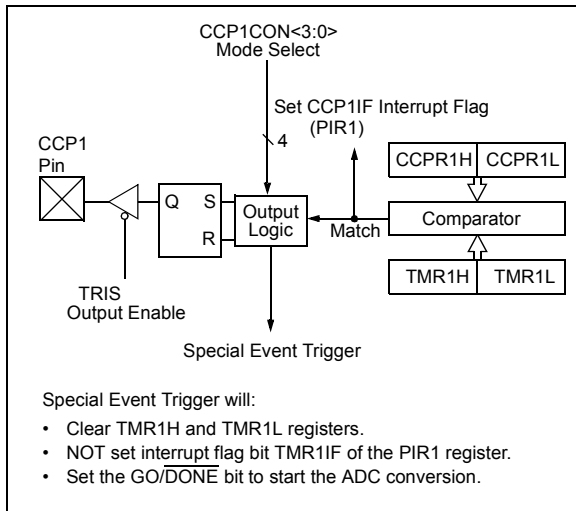 CCP1CON<3:0>
Mode Select
Set CCP1IF Interrupt Flag
(PIR1)
4
CCP1
Pin
CCPR1H CCPR1L
Q S
R
Output
Logic
Match
Comparator
TMR1H TMR1L
TRIS
Output Enable
Special Event Trigger
Special Event Trigger will:
• Clear TMR1H and TMR1L registers.
• NOT set interrupt flag bit TMR1IF of the PIR1 register.
• Set the GO/DONE bit to start the ADC conversion.